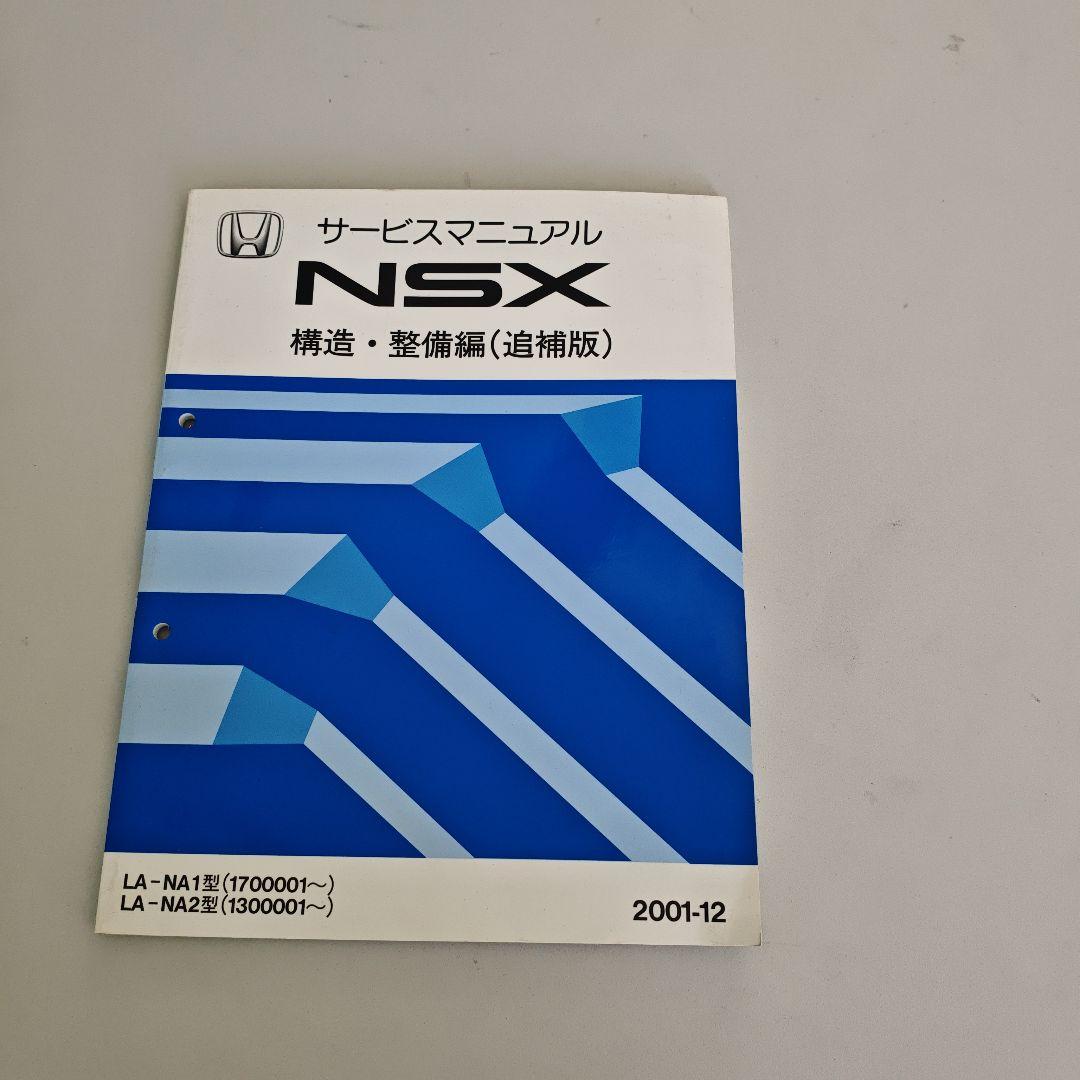 サービスマニュアル
NSX
構造・整備編(追補版)
LA-NA1型(1700001～)
LA-NA2型(1300001～)
2001-12